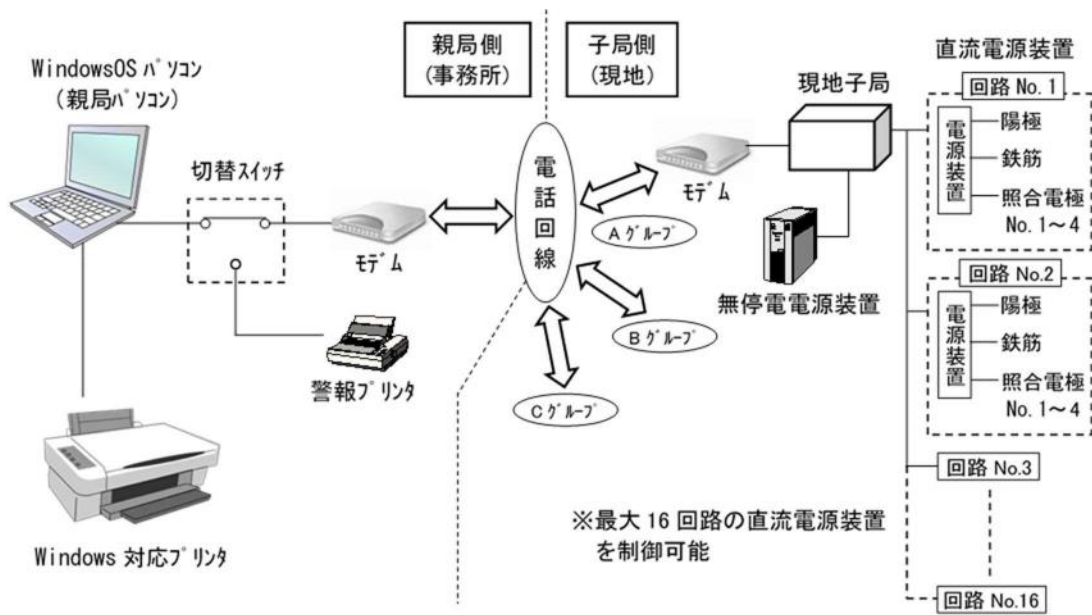 親局側
(事務所)
子局側
(現地)
WindowsOS ﾊﾟｿｺﾝ
(親局ﾊﾟｿｺﾝ)
切替ｽｲｯﾁ
ﾓﾃﾞﾑ
警報ﾌﾟﾘﾝﾀ
Windows 対応ﾌﾟﾘﾝﾀ
電話回線
A ｸﾞﾙｰﾌﾟ
B ｸﾞﾙｰﾌﾟ
C ｸﾞﾙｰﾌﾟ
ﾓﾃﾞﾑ
現地子局
無停電電源装置
直流電源装置
回路 No. 1
電源装置
陽極
鉄筋
照合電極
No. 1～4
回路 No.2
電源装置
陽極
鉄筋
照合電極
No. 1～4
回路 No.3
回路 No.16
※最大 16 回路の直流電源装置
を制御可能